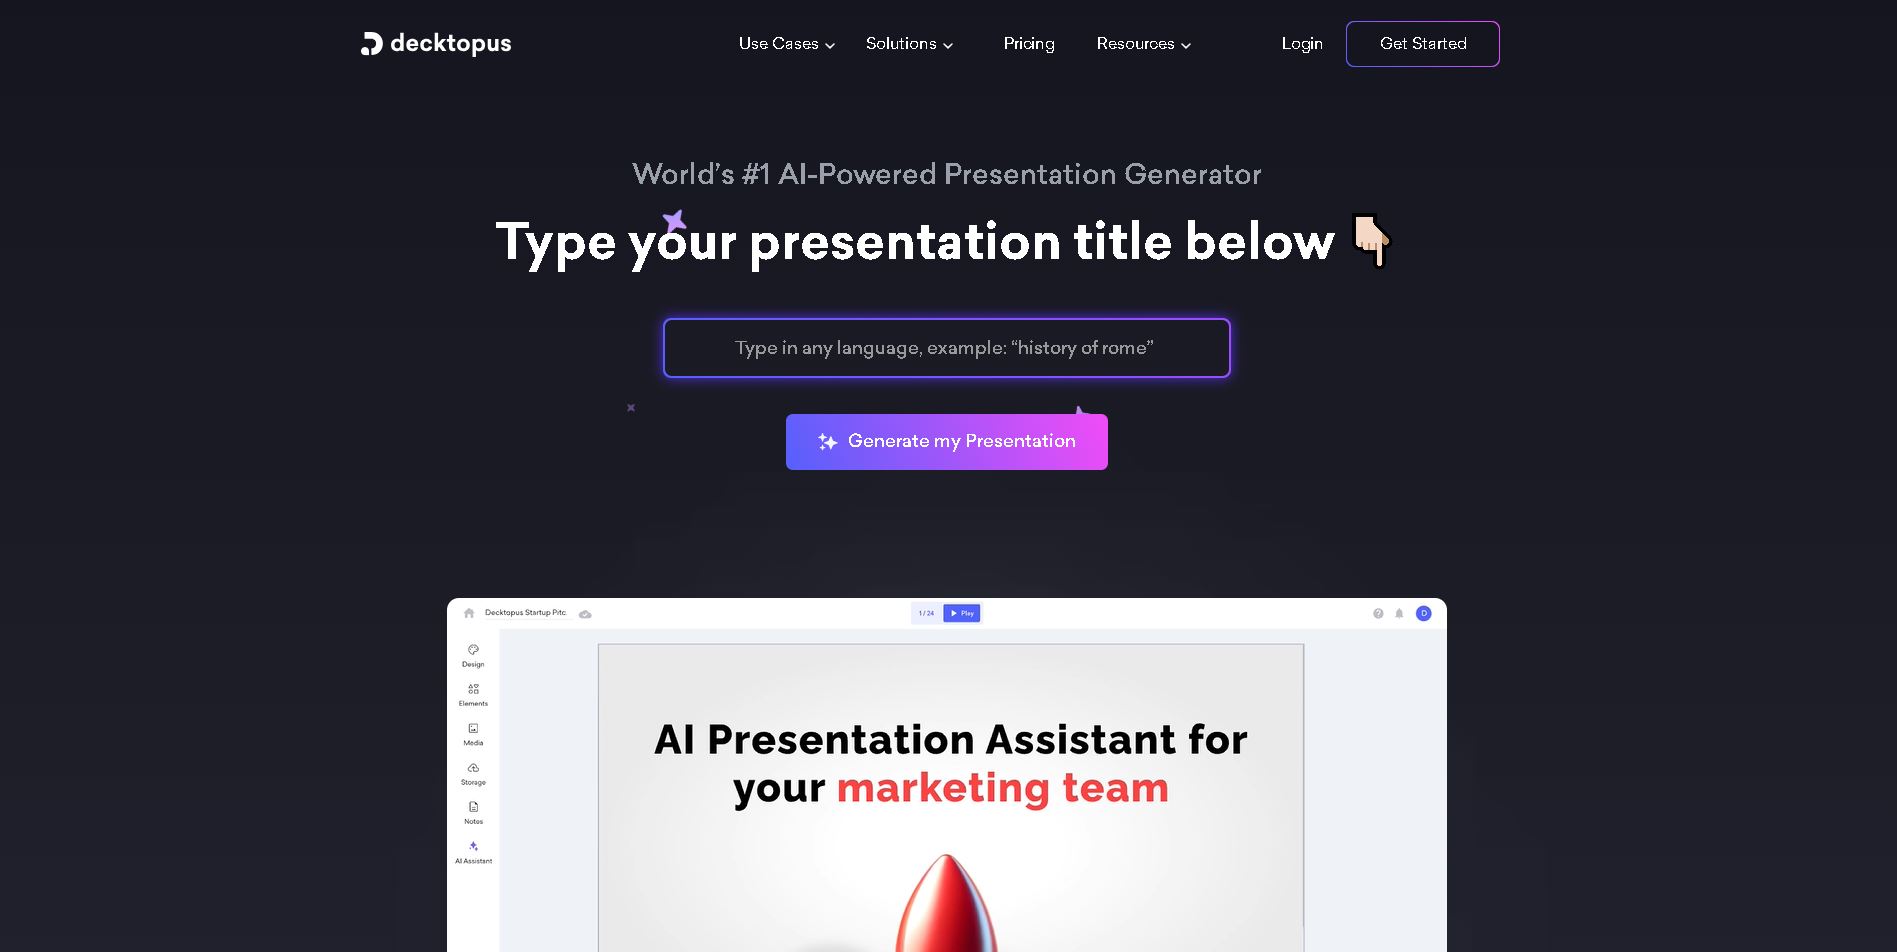 decktopus
Use Cases
Solutions
Pricing
Resources
Login
Get Started
World's #1 AI-Powered Presentation Generator
Type your presentation title below
Type in any language, example: “history of rome”
Generate my Presentation
Decktopus Startup Pitc
1 / 24
Play
D
Design
Elements
Media
Storage
Notes
AI Assistant
AI Presentation Assistant for
your marketing team